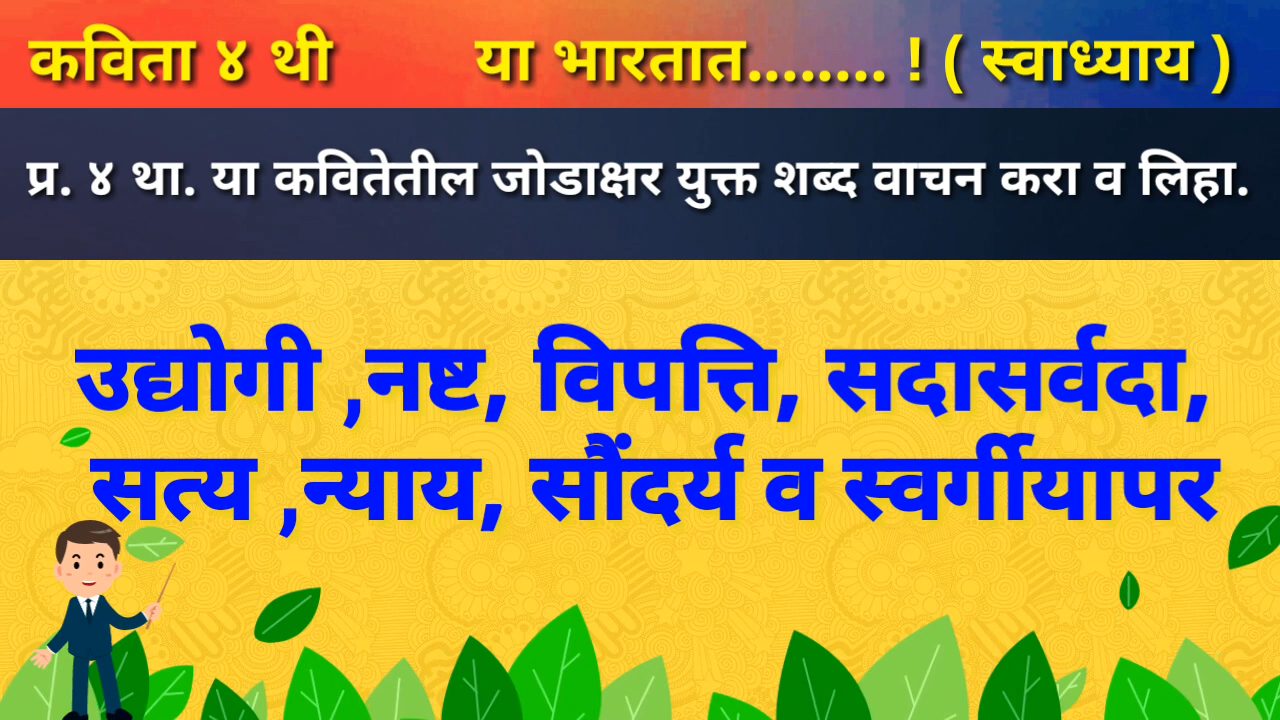 कविता ४ थी या भारतात........ ! ( स्वाध्याय )
प्र. ४ था. या कवितेतील जोडाक्षर युक्त शब्द वाचन करा व लिहा.
उद्योगी ,नष्ट, विपत्ति, सदासर्वदा,
सत्य ,न्याय, सौंदर्य व स्वर्गीयापर